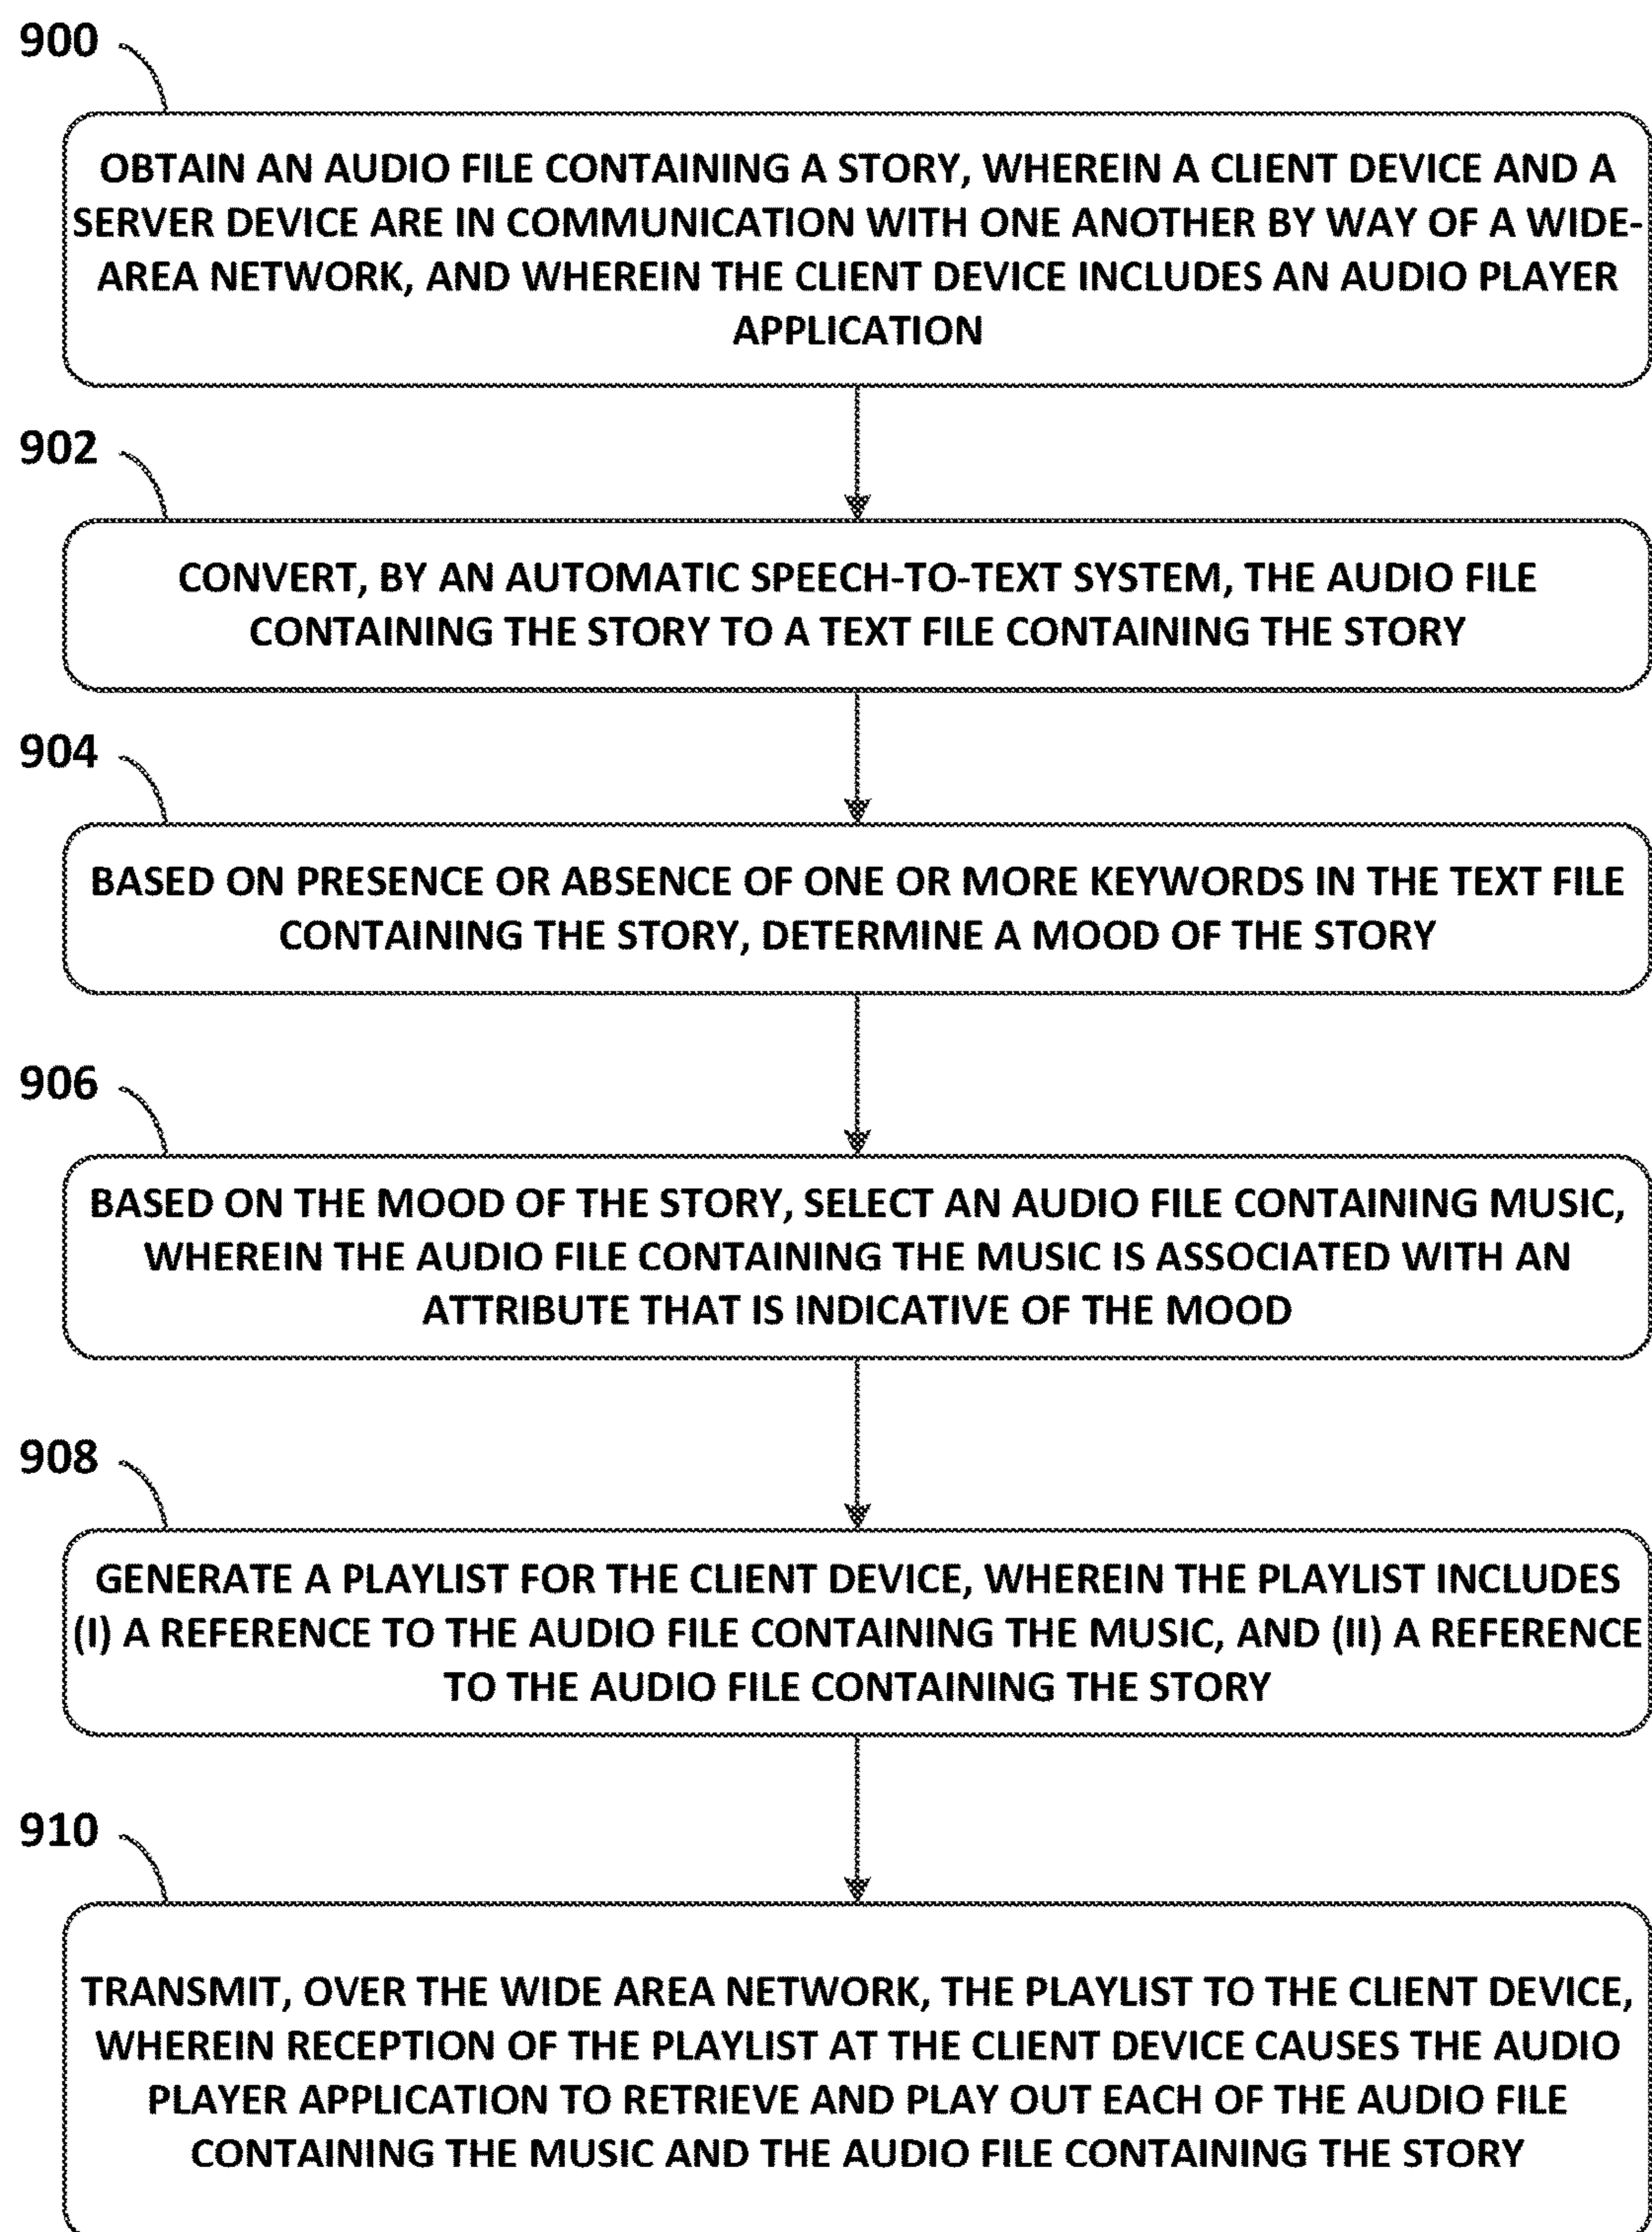 900
OBTAIN AN AUDIO FILE CONTAINING A STORY, WHEREIN A CLIENT DEVICE AND A
SERVER DEVICE ARE IN COMMUNICATION WITH ONE ANOTHER BY WAY OF A WIDE-
AREA NETWORK, AND WHEREIN THE CLIENT DEVICE INCLUDES AN AUDIO PLAYER
APPLICATION
902
CONVERT, BY AN AUTOMATIC SPEECH-TO-TEXT SYSTEM, THE AUDIO FILE
CONTAINING THE STORY TO A TEXT FILE CONTAINING THE STORY
904
BASED ON PRESENCE OR ABSENCE OF ONE OR MORE KEYWORDS IN THE TEXT FILE
CONTAINING THE STORY, DETERMINE A MOOD OF THE STORY
906
BASED ON THE MOOD OF THE STORY, SELECT AN AUDIO FILE CONTAINING MUSIC,
WHEREIN THE AUDIO FILE CONTAINING THE MUSIC IS ASSOCIATED WITH AN
ATTRIBUTE THAT IS INDICATIVE OF THE MOOD
908
GENERATE A PLAYLIST FOR THE CLIENT DEVICE, WHEREIN THE PLAYLIST INCLUDES
(I) A REFERENCE TO THE AUDIO FILE CONTAINING THE MUSIC, AND (II) A REFERENCE
TO THE AUDIO FILE CONTAINING THE STORY
910
TRANSMIT, OVER THE WIDE AREA NETWORK, THE PLAYLIST TO THE CLIENT DEVICE,
WHEREIN RECEPTION OF THE PLAYLIST AT THE CLIENT DEVICE CAUSES THE AUDIO
PLAYER APPLICATION TO RETRIEVE AND PLAY OUT EACH OF THE AUDIO FILE
CONTAINING THE MUSIC AND THE AUDIO FILE CONTAINING THE STORY